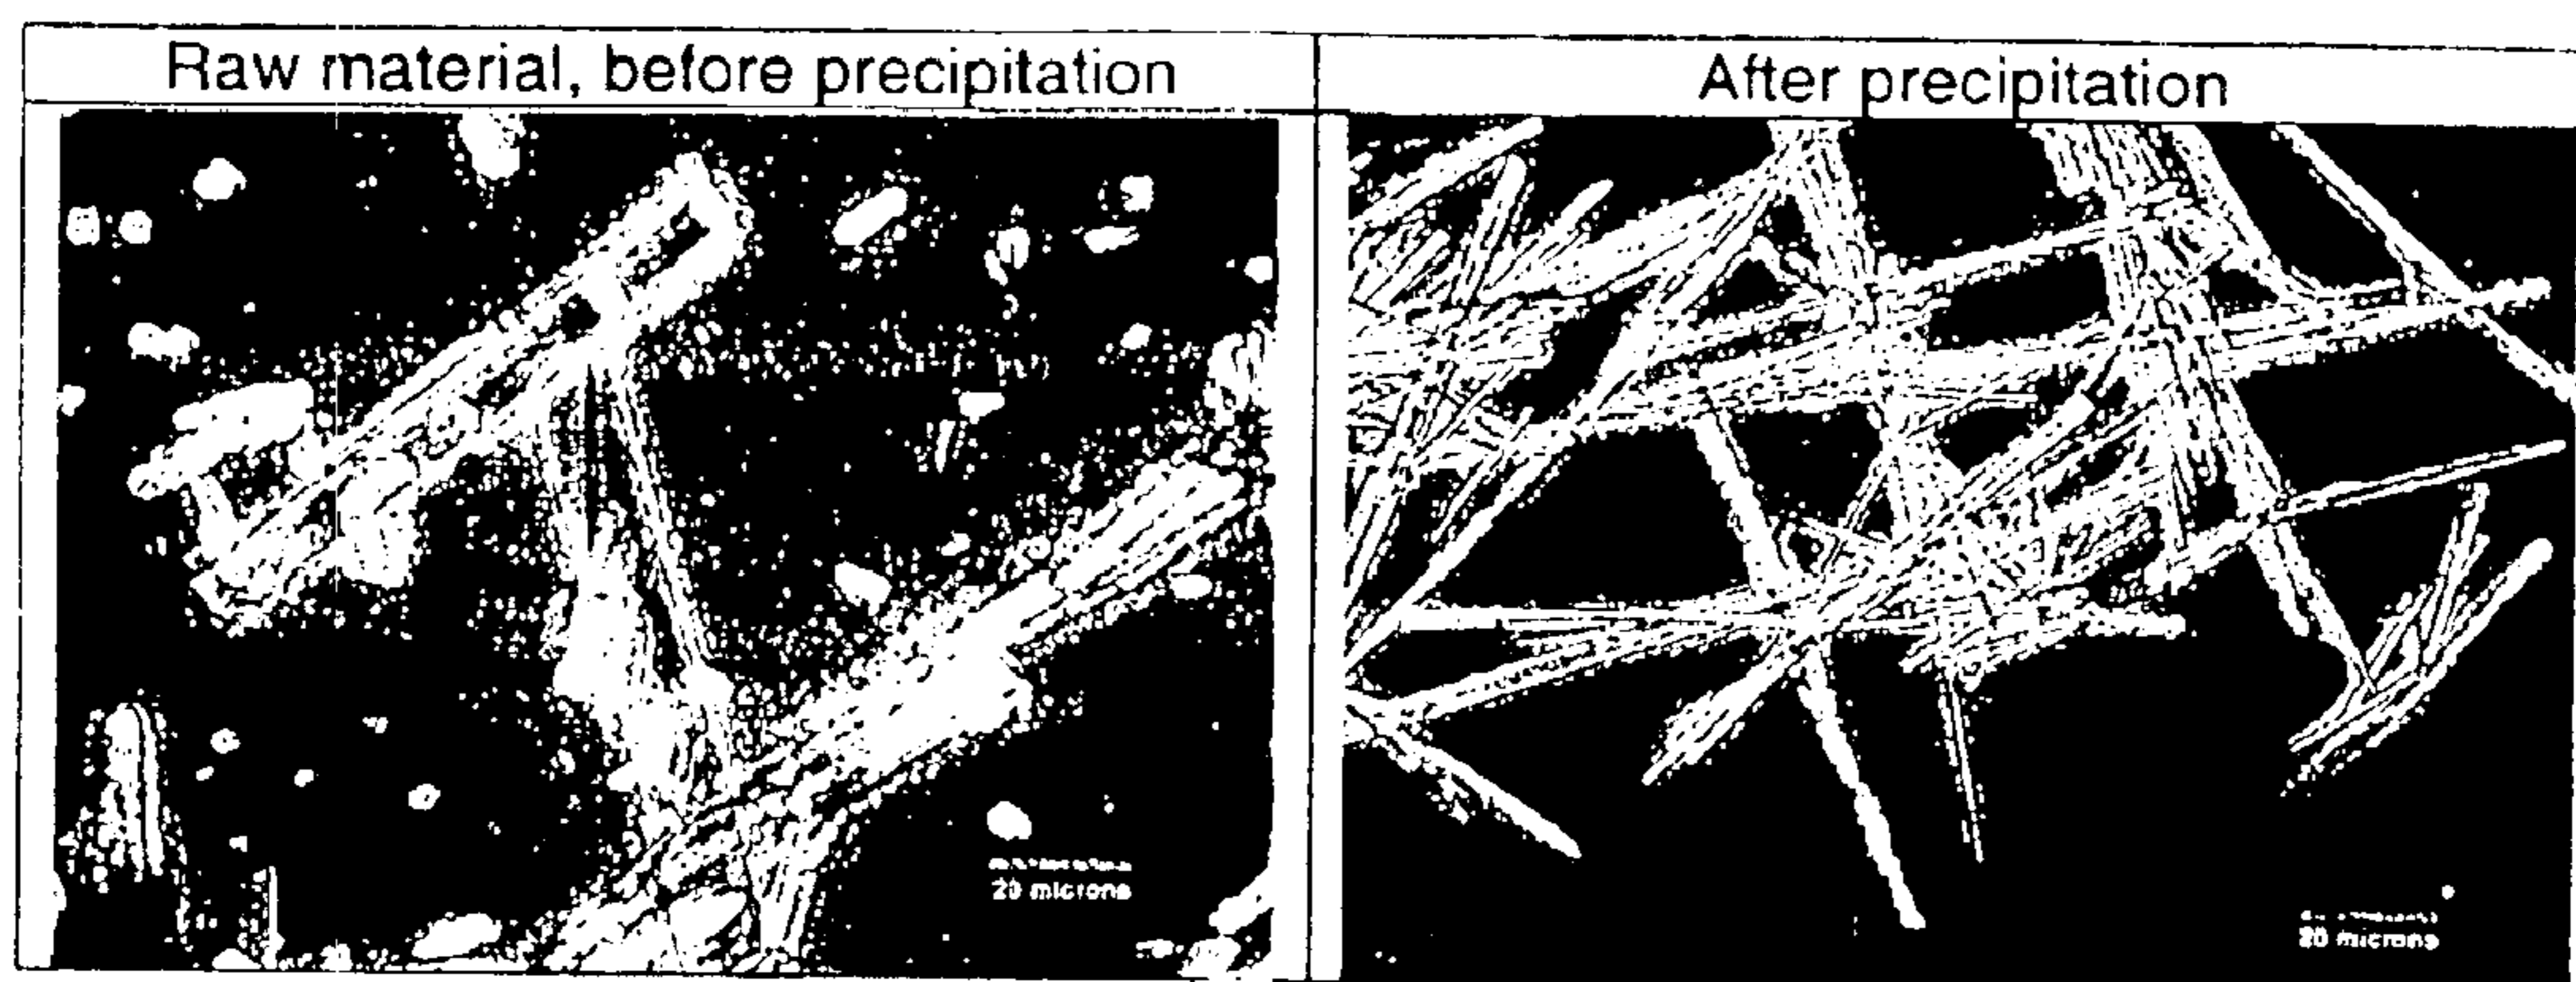 Raw material, before precipitation
After precipitation
20 microns
20 microns